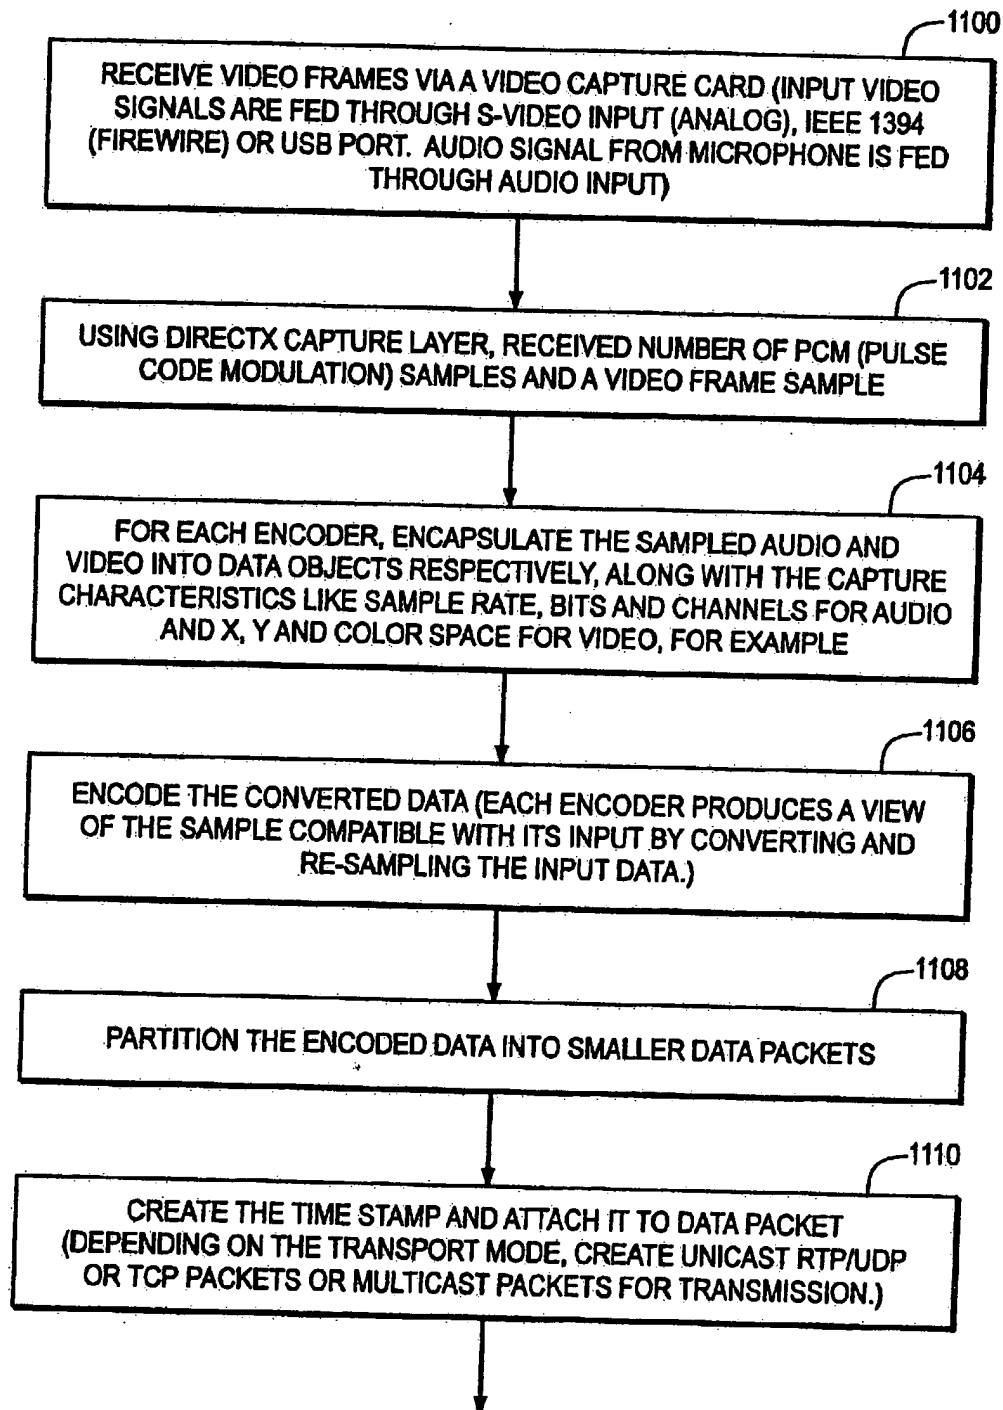 1100
RECEIVE VIDEO FRAMES VIA A VIDEO CAPTURE CARD (INPUT VIDEO
SIGNALS ARE FED THROUGH S-VIDEO INPUT (ANALOG), IEEE 1394
(FIREWIRE) OR USB PORT. AUDIO SIGNAL FROM MICROPHONE IS FED
THROUGH AUDIO INPUT)
1102
USING DIRECTX CAPTURE LAYER, RECEIVED NUMBER OF PCM (PULSE
CODE MODULATION) SAMPLES AND A VIDEO FRAME SAMPLE
1104
FOR EACH ENCODER, ENCAPSULATE THE SAMPLED AUDIO AND
VIDEO INTO DATA OBJECTS RESPECTIVELY, ALONG WITH THE CAPTURE
CHARACTERISTICS LIKE SAMPLE RATE, BITS AND CHANNELS FOR AUDIO
AND X, Y AND COLOR SPACE FOR VIDEO, FOR EXAMPLE
1106
ENCODE THE CONVERTED DATA (EACH ENCODER PRODUCES A VIEW
OF THE SAMPLE COMPATIBLE WITH ITS INPUT BY CONVERTING AND
RE-SAMPLING THE INPUT DATA.)
1108
PARTITION THE ENCODED DATA INTO SMALLER DATA PACKETS
1110
CREATE THE TIME STAMP AND ATTACH IT TO DATA PACKET
(DEPENDING ON THE TRANSPORT MODE, CREATE UNICAST RTP/UDP
OR TCP PACKETS OR MULTICAST PACKETS FOR TRANSMISSION.)